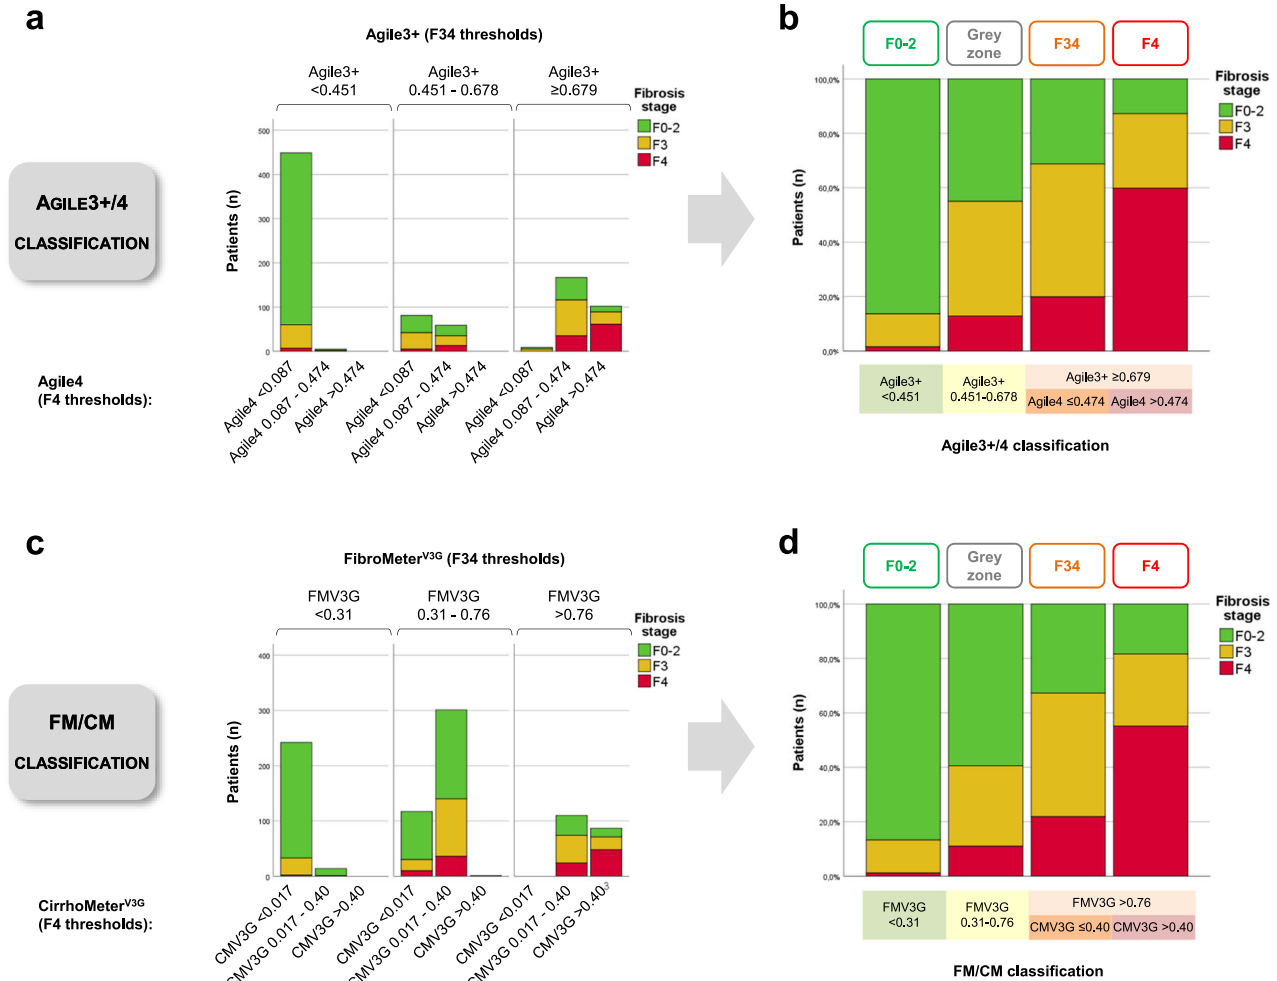 a
Agile3+ (F34 thresholds)
Agile3+
<0.451
Agile3+
0.451 - 0.678
Agile3+
≥0.679
Fibrosis
stage
F0-2
F3
F4
500
400
300
200
100
0
Patients (n)
AGILE3+/4
CLASSIFICATION
Agile4
(F4 thresholds):
Agile4 <0.087
Agile4 0.087 - 0.474
Agile4 >0.474
Agile4 <0.087
Agile4 0.087 - 0.474
Agile4 >0.474
Agile4 <0.087
Agile4 0.087 - 0.474
Agile4 >0.474
b
F0-2
Grey
zone
F34
F4
Fibrosis
stage
F0-2
F3
F4
100,0%
80,0%
60,0%
40,0%
20,0%
0,0%
Patients (n)
Agile3+
<0.451
Agile3+
0.451-0.678
Agile3+ ≥0.679
Agile4 ≤0.474
Agile4 >0.474
Agile3+/4 classification
c
FibroMeterV3G (F34 thresholds)
FMV3G
<0.31
FMV3G
0.31 - 0.76
FMV3G
>0.76
Fibrosis
stage
F0-2
F3
F4
400
300
200
100
0
Patients (n)
FM/CM
CLASSIFICATION
CirrhoMeterV3G
(F4 thresholds):
CMV3G <0.017
CMV3G 0.017 - 0.40
CMV3G >0.40
CMV3G <0.017
CMV3G 0.017 - 0.40
CMV3G >0.40
CMV3G <0.017
CMV3G 0.017 - 0.40
CMV3G >0.40³
d
F0-2
Grey
zone
F34
F4
Fibrosis
stage
F0-2
F3
F4
100,0%
80,0%
60,0%
40,0%
20,0%
0,0%
Patients (n)
FMV3G
<0.31
FMV3G
0.31-0.76
FMV3G >0.76
CMV3G ≤0.40
CMV3G >0.40
FM/CM classification